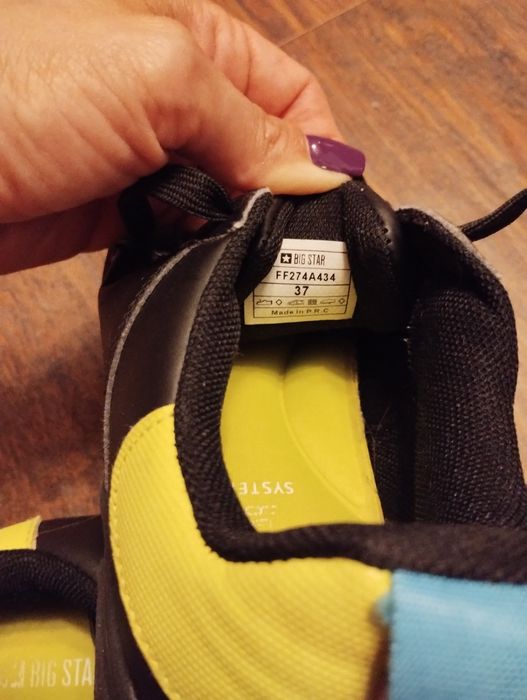 BIG STAR
FF274A434
37
Made in P.R.C
SYSTE
BIG STA